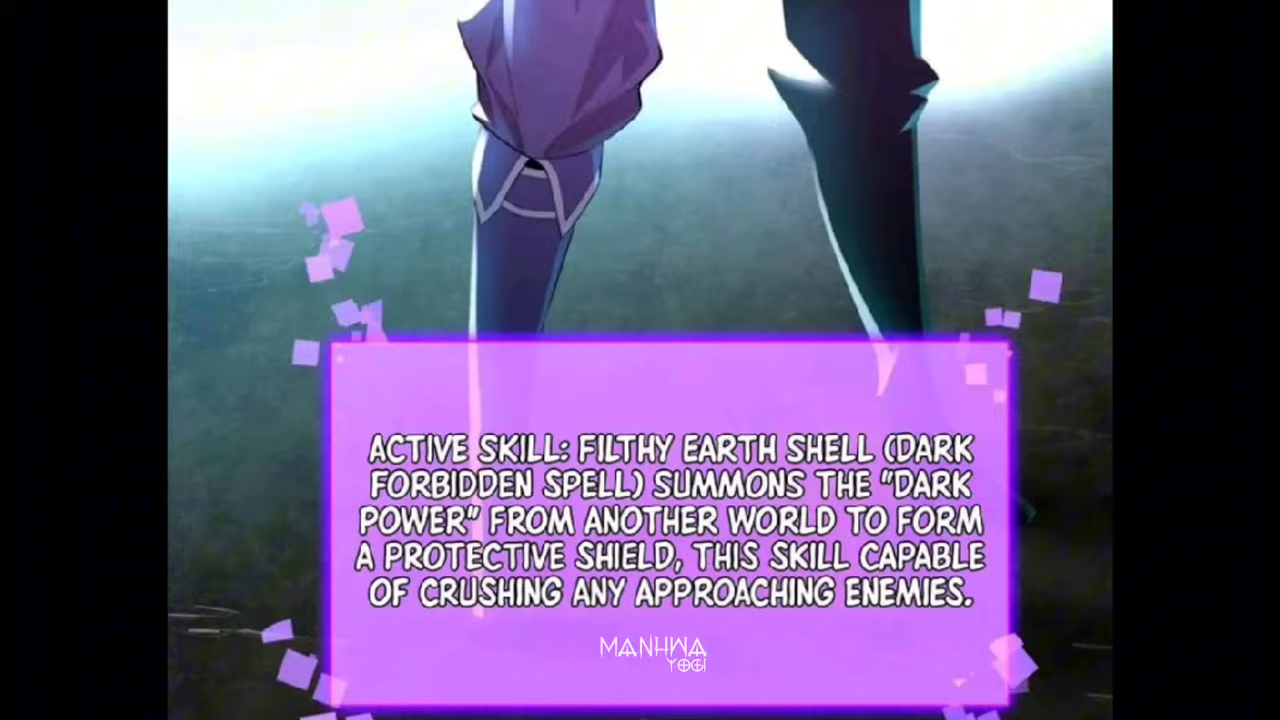 ACTIVE SKILL: FILTHY EARTH SHELL (DARK
FORBIDDEN SPELL) SUMMONS THE "DARK
POWER" FROM ANOTHER WORLD TO FORM
A PROTECTIVE SHIELD, THIS SKILL CAPABLE
OF CRUSHING ANY APPROACHING ENEMIES.
MANHWA
YOGI